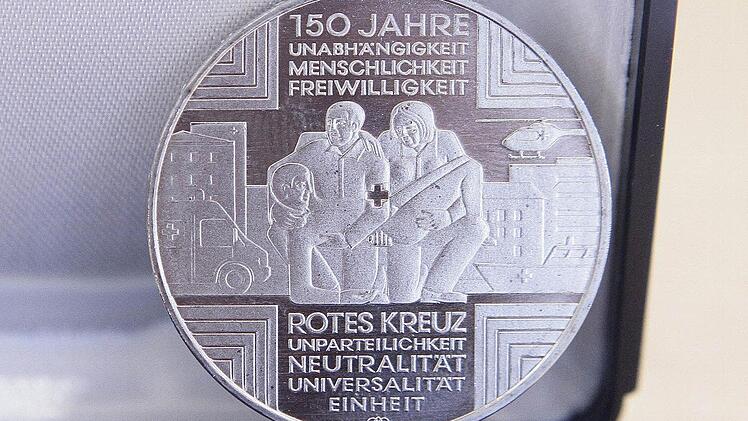 150 JAHRE
UNABHÄNGIGKEIT
MENSCHLICHKEIT
FREIWILLIGKEIT
ROTES KREUZ
UNPARTEILICHKEIT
NEUTRALITÄT
UNIVERSALITÄT
EINHEIT